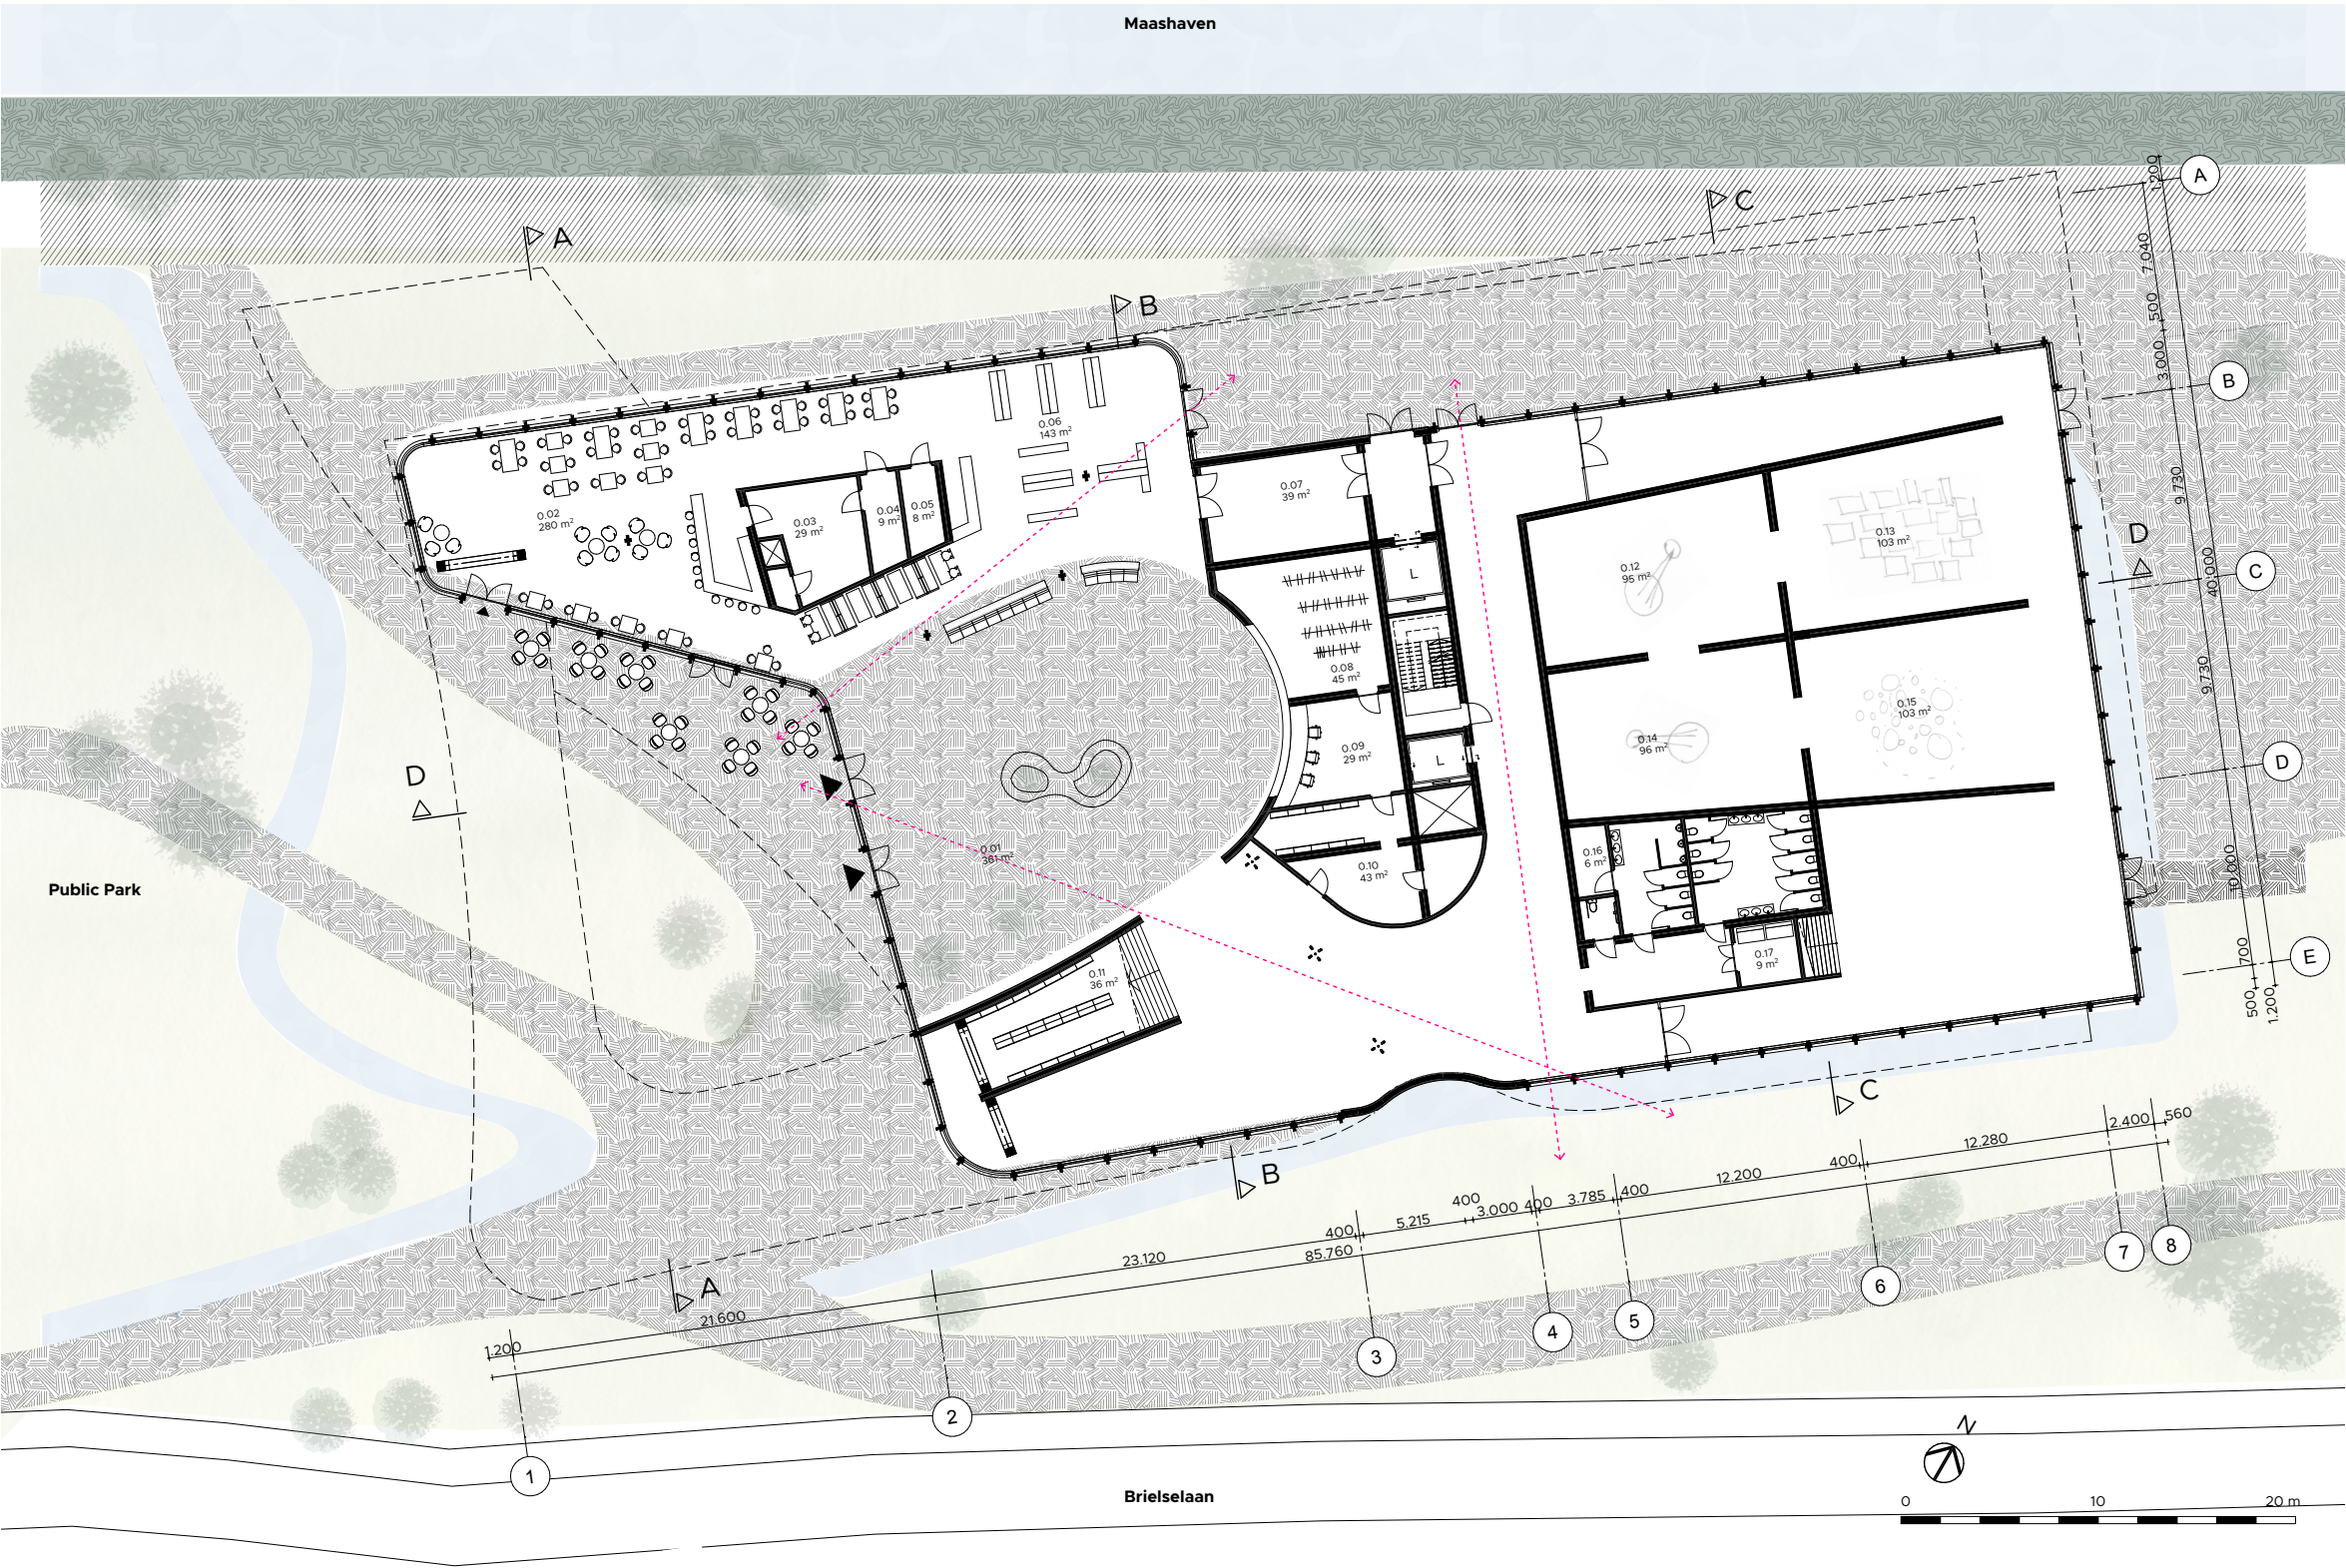 Maashaven
A
1.200
C
A
7.040
B
500
3.000
B
0.06
143 m²
0.07
39 m²
9.730
0.02
280 m²
0.03
29 m²
0.04
9 m²
0.05
8 m²
0.13
103 m²
D
0.12
95 m²
L
C
40.000
0.08
45 m²
9.730
0.15
103 m²
0.14
96 m²
0.09
29 m²
L
D
D
0.01
361 m²
0.16
6 m²
10.000
0.10
43 m²
Public Park
0.11
36 m²
0.17
9 m²
700
E
500
1.200
C
2.400
560
12.280
B
400
12.200
400
3.785
400
3.000
400
5.215
400
85.760
23.120
A
21.600
1.200
8
7
6
5
4
3
2
1
N
Brielselaan
0
10
20 m